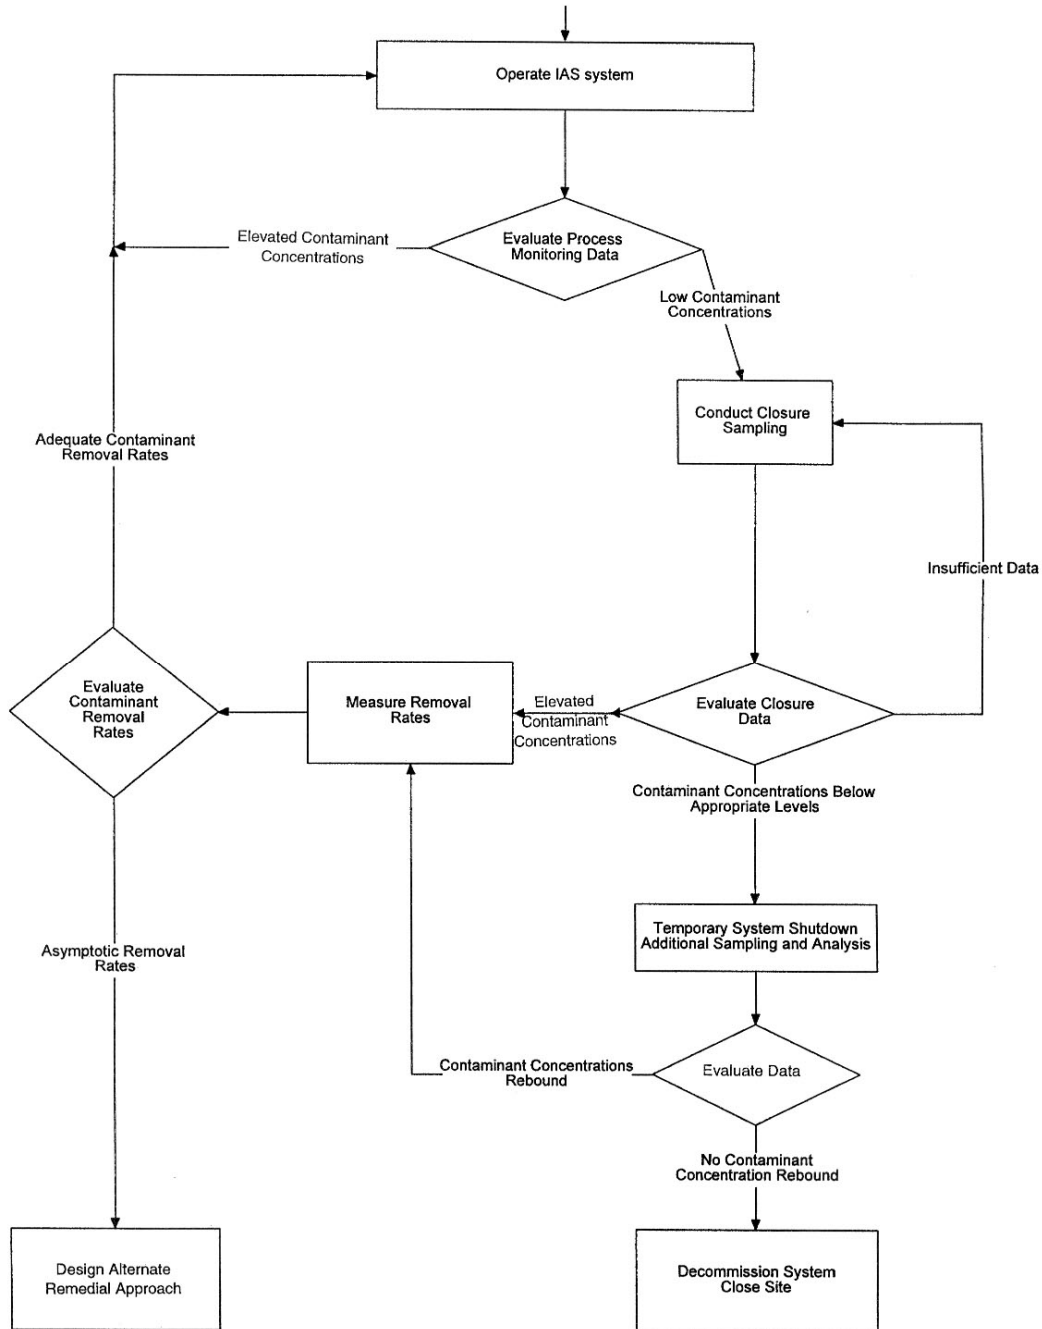 Operate IAS system
Elevated Contaminant
Concentrations
Evaluate Process
Monitoring Data
Low Contaminant
Concentrations
Conduct Closure
Sampling
Adequate Contaminant
Removal Rates
Insufficient Data
Evaluate
Contaminant
Removal
Rates
Measure Removal
Rates
Elevated
Contaminant
Concentrations
Evaluate Closure
Data
Contaminant Concentrations Below
Appropriate Levels
Temporary System Shutdown
Additional Sampling and Analysis
Asymptotic Removal
Rates
Contaminant Concentrations
Rebound
Evaluate Data
No Contaminant
Concentration Rebound
Design Alternate
Remedial Approach
Decommission System
Close Site